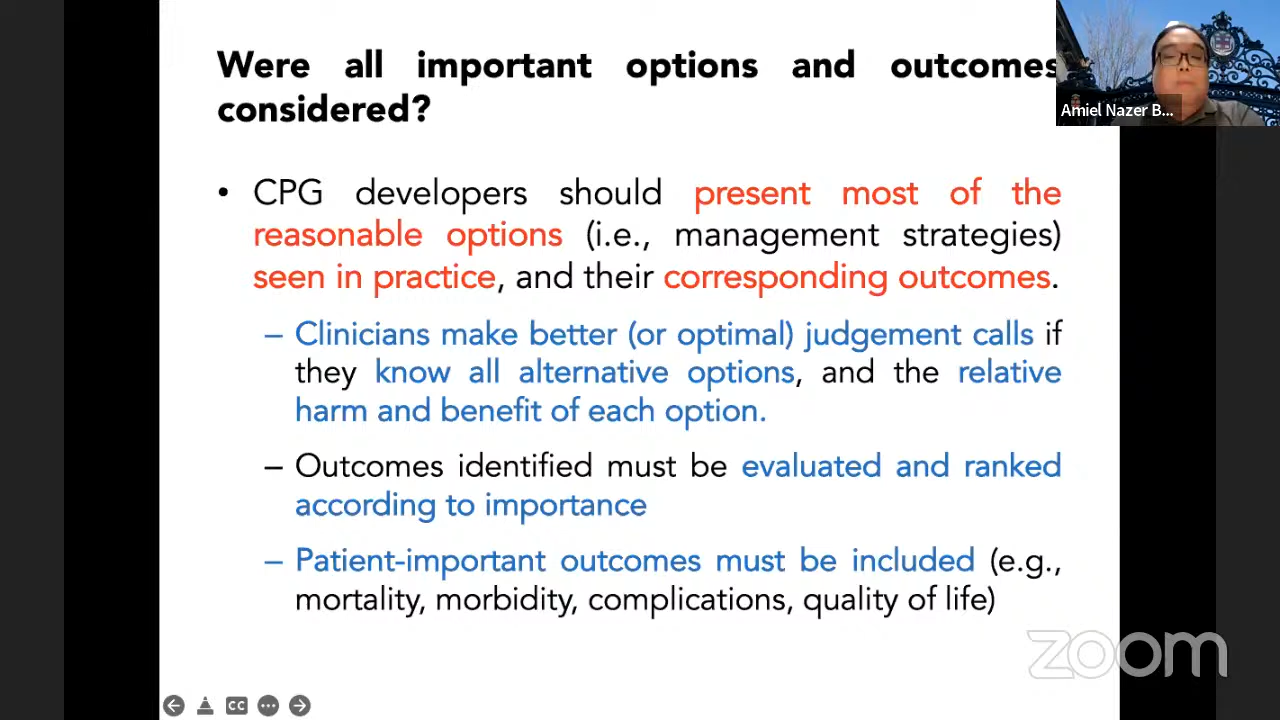 Were all important options and outcomes
considered?
Amiel Nazer B...
• CPG developers should present most of the
reasonable options (i.e., management strategies)
seen in practice, and their corresponding outcomes.
– Clinicians make better (or optimal) judgement calls if
they know all alternative options, and the relative
harm and benefit of each option.
– Outcomes identified must be evaluated and ranked
according to importance
– Patient-important outcomes must be included (e.g.,
mortality, morbidity, complications, quality of life)
zoom
CC